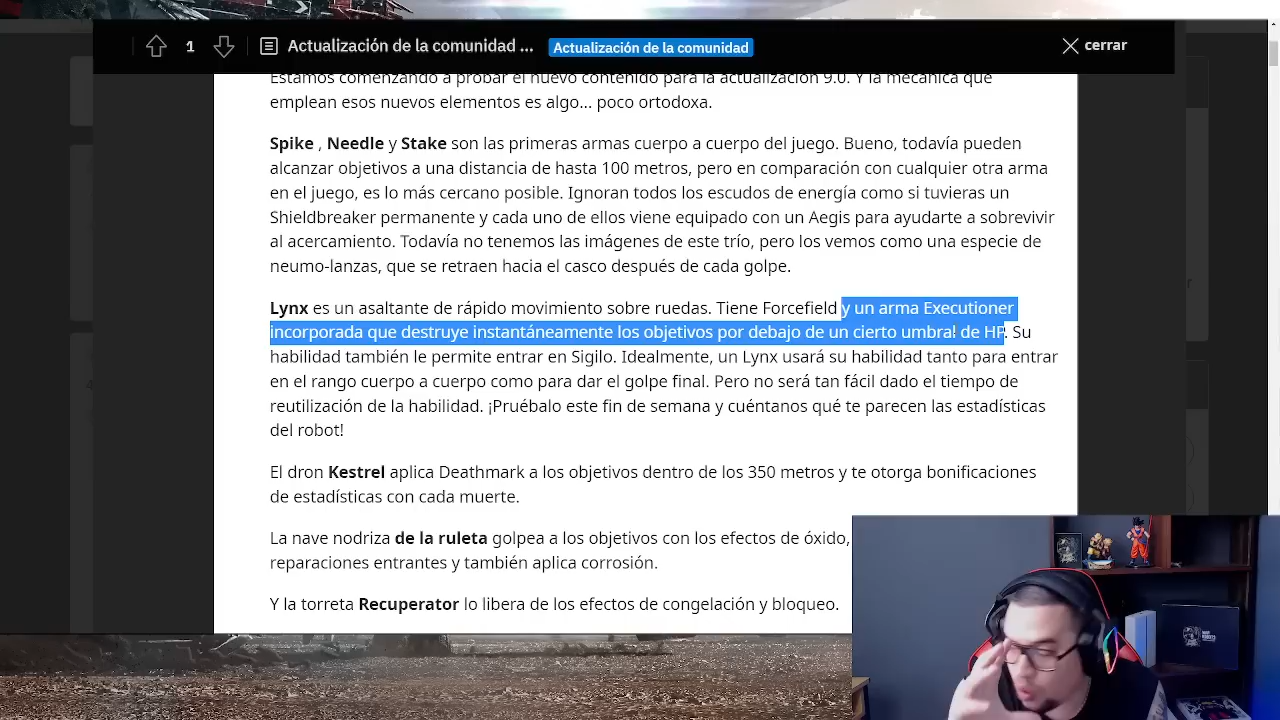 1
Actualización de la comunidad ...
Actualización de la comunidad
cerrar
Estamos comenzando a probar el nuevo contenido para la actualización 9.0. Y la mecánica que
emplean esos nuevos elementos es algo... poco ortodoxa.
Spike , Needle y Stake son las primeras armas cuerpo a cuerpo del juego. Bueno, todavía pueden
alcanzar objetivos a una distancia de hasta 100 metros, pero en comparación con cualquier otra arma
en el juego, es lo más cercano posible. Ignoran todos los escudos de energía como si tuvieras un
Shieldbreaker permanente y cada uno de ellos viene equipado con un Aegis para ayudarte a sobrevivir
al acercamiento. Todavía no tenemos las imágenes de este trío, pero los vemos como una especie de
neumo-lanzas, que se retraen hacia el casco después de cada golpe.
Lynx es un asaltante de rápido movimiento sobre ruedas. Tiene Forcefield y un arma Executioner
incorporada que destruye instantáneamente los objetivos por debajo de un cierto umbral de HP. Su
habilidad también le permite entrar en Sigilo. Idealmente, un Lynx usará su habilidad tanto para entrar
en el rango cuerpo a cuerpo como para dar el golpe final. Pero no será tan fácil dado el tiempo de
reutilización de la habilidad. ¡Pruébalo este fin de semana y cuéntanos qué te parecen las estadísticas
del robot!
El dron Kestrel aplica Deathmark a los objetivos dentro de los 350 metros y te otorga bonificaciones
de estadísticas con cada muerte.
La nave nodriza de la ruleta golpea a los objetivos con los efectos de óxido,
reparaciones entrantes y también aplica corrosión.
Y la torreta Recuperator lo libera de los efectos de congelación y bloqueo.